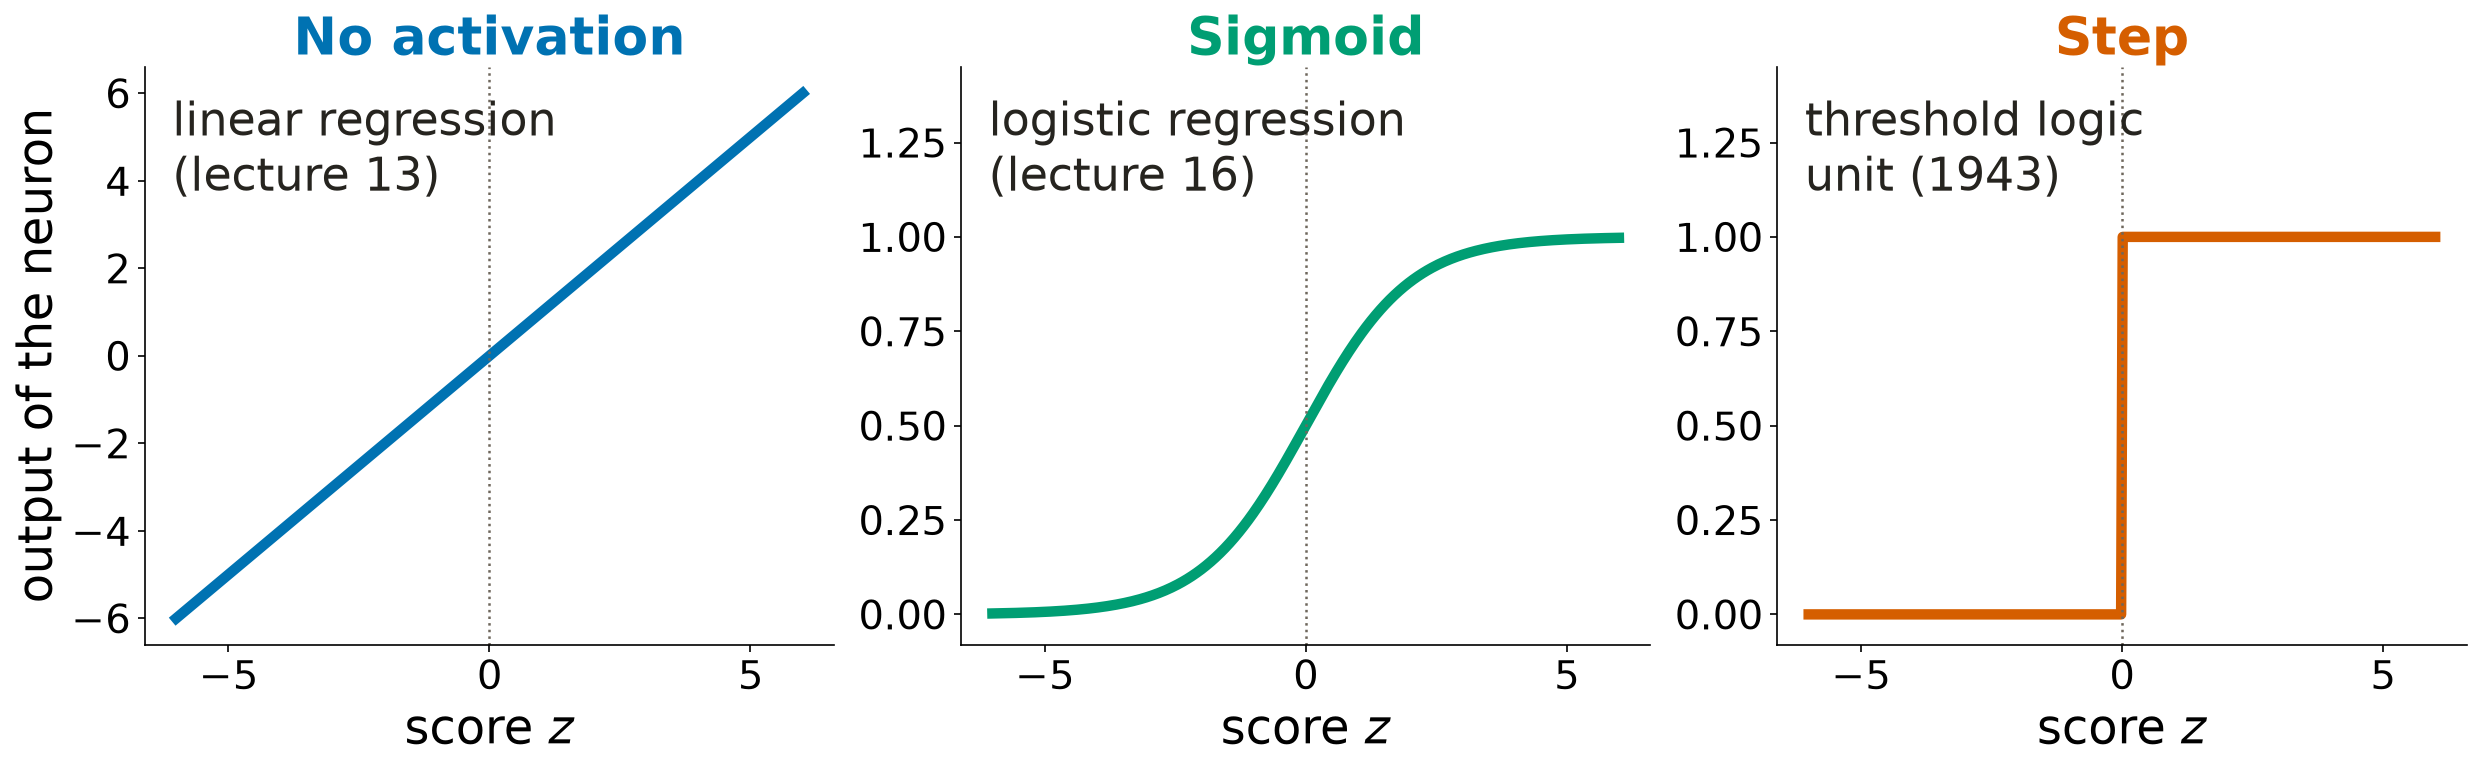 No activation
linear regression
(lecture 13)
output of the neuron
6
4
2
0
−2
−4
−6
−5
0
5
score z
Sigmoid
logistic regression
(lecture 16)
1.25
1.00
0.75
0.50
0.25
0.00
−5
0
5
score z
Step
threshold logic
unit (1943)
1.25
1.00
0.75
0.50
0.25
0.00
−5
0
5
score z